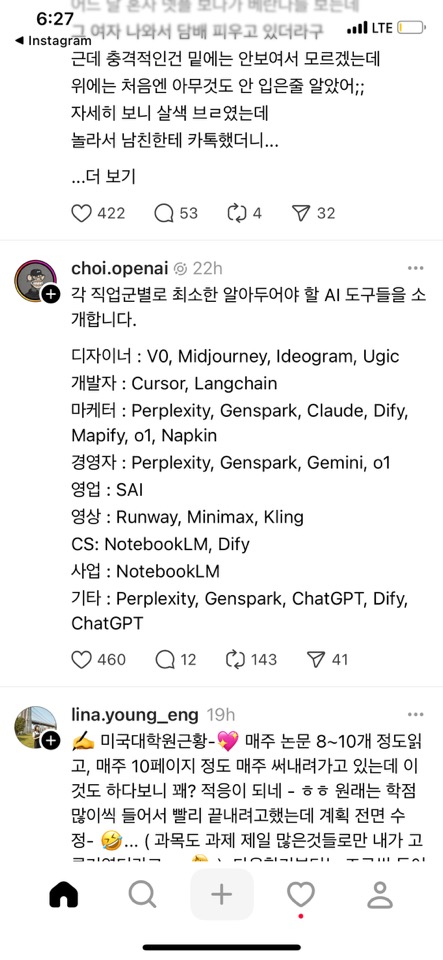 6:27
LTE
Instagram
그 여자 나와서 담배 피우고 있더라구
근데 충격적인건 밑에는 안보여서 모르겠는데
위에는 처음엔 아무것도 안 입은줄 알았어;;
자세히 보니 살색 브ㄹ였는데
놀라서 남친한테 카톡했더니...
...더 보기
422 53 4 32
choi.openai 22h
각 직업군별로 최소한 알아두어야 할 AI 도구들을 소
개합니다.
디자이너 : V0, Midjourney, Ideogram, Ugic
개발자 : Cursor, Langchain
마케터 : Perplexity, Genspark, Claude, Dify,
Mapify, o1, Napkin
경영자 : Perplexity, Genspark, Gemini, o1
영업 : SAI
영상 : Runway, Minimax, Kling
CS: NotebookLM, Dify
사업 : NotebookLM
기타 : Perplexity, Genspark, ChatGPT, Dify,
ChatGPT
460 12 143 41
lina.young_eng 19h
✍️ 미국대학원근황-💖 매주 논문 8~10개 정도읽
고, 매주 10페이지 정도 매주 써내려가고 있는데 이
것도 하다보니 꽤? 적응이 되네 - ㅎㅎ 원래는 학점
많이씩 들어서 빨리 끝내려고했는데 계획 전면 수
정- 🤣... ( 과목도 과제 제일 많은것들로만 내가 고